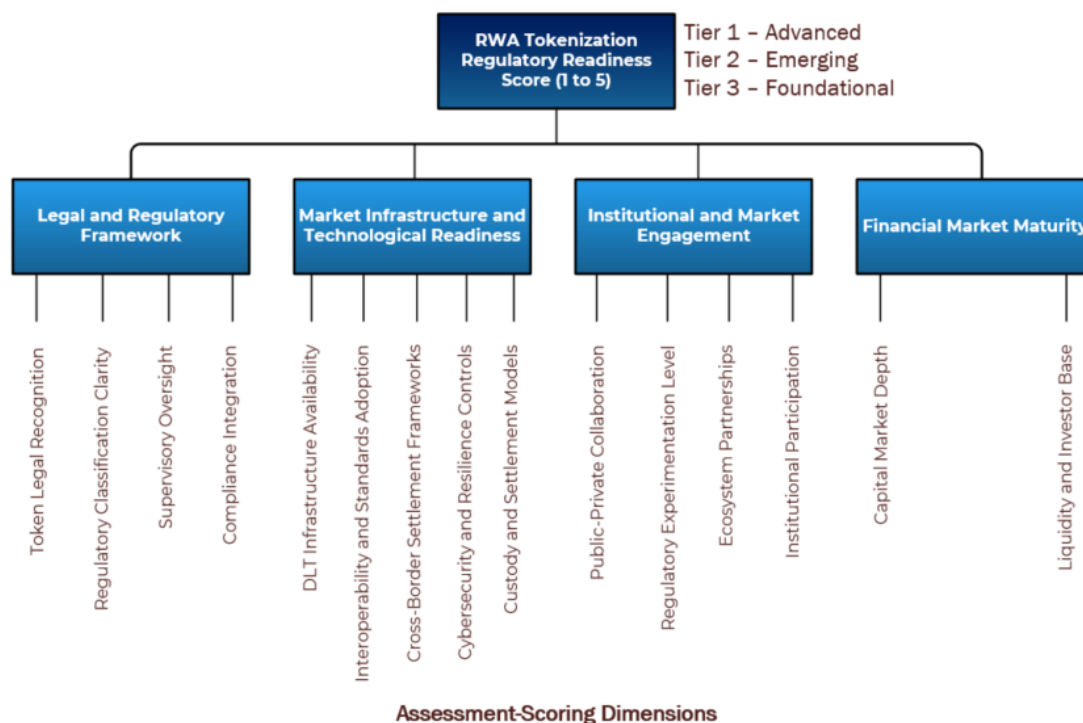 RWA Tokenization
Regulatory Readiness
Score (1 to 5)
Tier 1 – Advanced
Tier 2 – Emerging
Tier 3 – Foundational
Legal and Regulatory
Framework
Market Infrastructure and
Technological Readiness
Institutional and Market
Engagement
Financial Market Maturity
Token Legal Recognition
Regulatory Classification Clarity
Supervisory Oversight
Compliance Integration
DLT Infrastructure Availability
Interoperability and Standards Adoption
Cross-Border Settlement Frameworks
Cybersecurity and Resilience Controls
Custody and Settlement Models
Public-Private Collaboration
Regulatory Experimentation Level
Ecosystem Partnerships
Institutional Participation
Capital Market Depth
Liquidity and Investor Base
Assessment-Scoring Dimensions